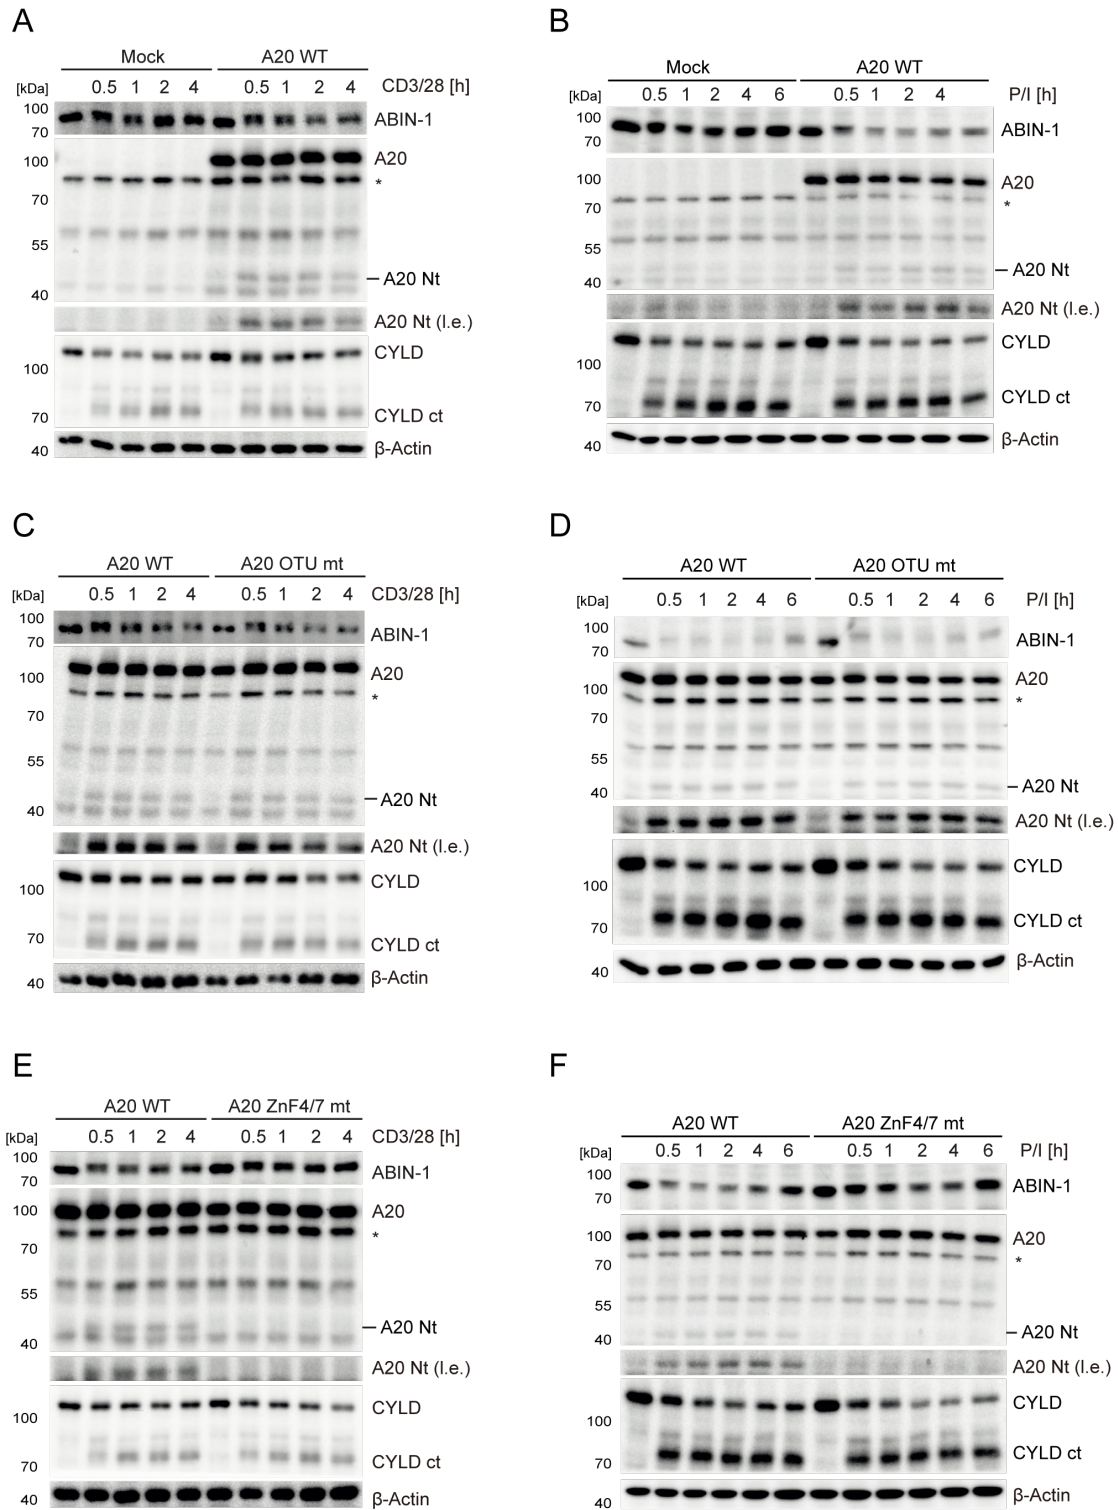 A
Mock A20 WT
0.5 1 2 4 0.5 1 2 4 CD3/28 [h]
[kDa]
100
70
ABIN-1
100
70
55
40
A20
*
A20 Nt
A20 Nt (l.e.)
100
70
CYLD
CYLD ct
40
β-Actin
B
Mock A20 WT
0.5 1 2 4 6 0.5 1 2 4 P/I [h]
[kDa]
100
70
ABIN-1
100
70
55
40
A20
*
A20 Nt
A20 Nt (l.e.)
100
70
CYLD
CYLD ct
40
β-Actin
C
A20 WT A20 OTU mt
0.5 1 2 4 0.5 1 2 4 CD3/28 [h]
[kDa]
100
70
ABIN-1
100
70
55
40
A20
*
A20 Nt
A20 Nt (l.e.)
100
70
CYLD
CYLD ct
40
β-Actin
D
A20 WT A20 OTU mt
0.5 1 2 4 6 0.5 1 2 4 6 P/I [h]
[kDa]
100
70
ABIN-1
100
70
55
40
A20
*
A20 Nt
A20 Nt (l.e.)
100
70
CYLD
CYLD ct
40
β-Actin
E
A20 WT A20 ZnF4/7 mt
0.5 1 2 4 0.5 1 2 4 CD3/28 [h]
[kDa]
100
70
ABIN-1
100
70
55
40
A20
*
A20 Nt
A20 Nt (l.e.)
100
70
CYLD
CYLD ct
40
β-Actin
F
A20 WT A20 ZnF4/7 mt
0.5 1 2 4 6 0.5 1 2 4 6 P/I [h]
[kDa]
100
70
ABIN-1
100
70
55
40
A20
*
A20 Nt
A20 Nt (l.e.)
100
70
CYLD
CYLD ct
40
β-Actin